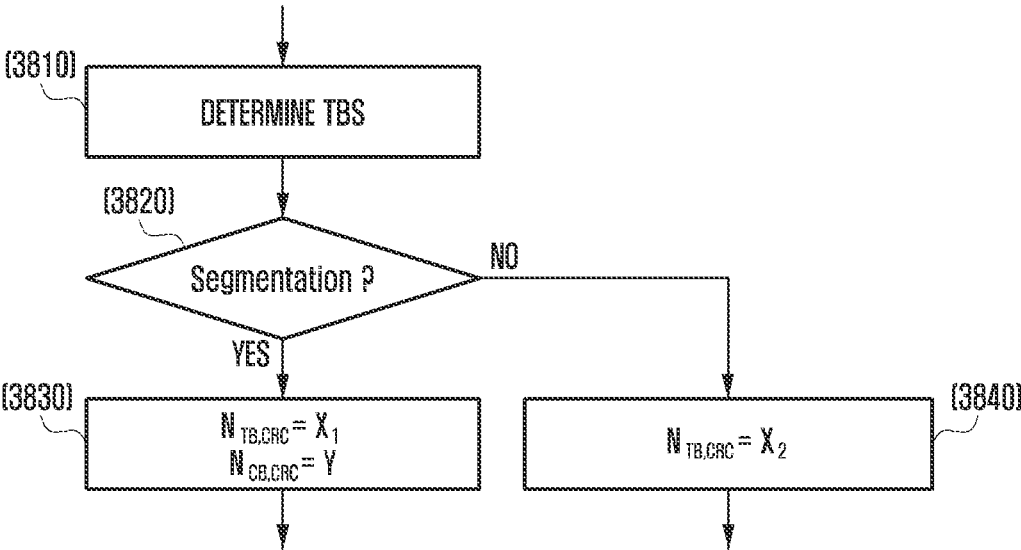 (3810)
DETERMINE TBS
(3820)
Segmentation ?
NO
YES
(3830)
N TB,CRC = X1
N CB,CRC = Y
(3840)
N TB,CRC = X2